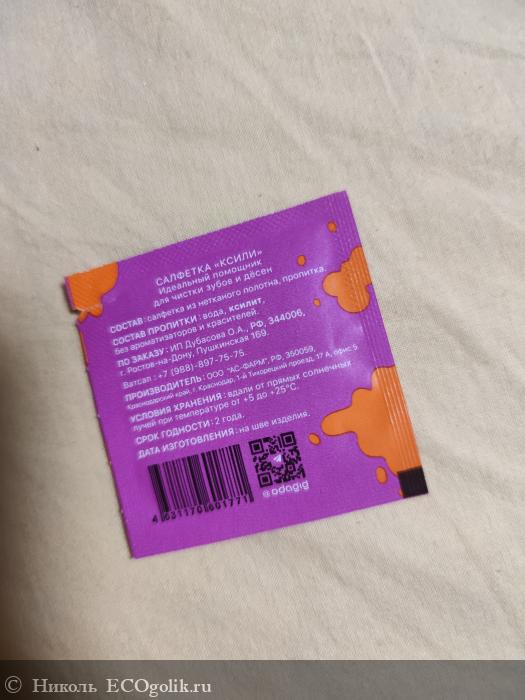 САЛФЕТКА «КСИЛИ»
Идеальный помощник
для чистки зубов и дёсен
СОСТАВ: салфетка из нетканого полотна, пропитка.
СОСТАВ ПРОПИТКИ: вода, ксилит,
без ароматизаторов и красителей.
ПО ЗАКАЗУ: ИП Дубасова О.А., РФ, 344006,
г. Ростов-на-Дону, Пушкинская 169.
Ватсап: +7 (988)-897-75-75.
ПРОИЗВОДИТЕЛЬ: ООО "АС-ФАРМ", РФ, 350059,
Краснодарский край, г. Краснодар, 1-й Тихорецкий проезд, 17 А, офис 5
УСЛОВИЯ ХРАНЕНИЯ: вдали от прямых солнечных
лучей при температуре от +5 до +25°C.
СРОК ГОДНОСТИ: 2 года.
ДАТА ИЗГОТОВЛЕНИЯ: на шве изделия.
@odagig
© Николь ECOgolik.ru